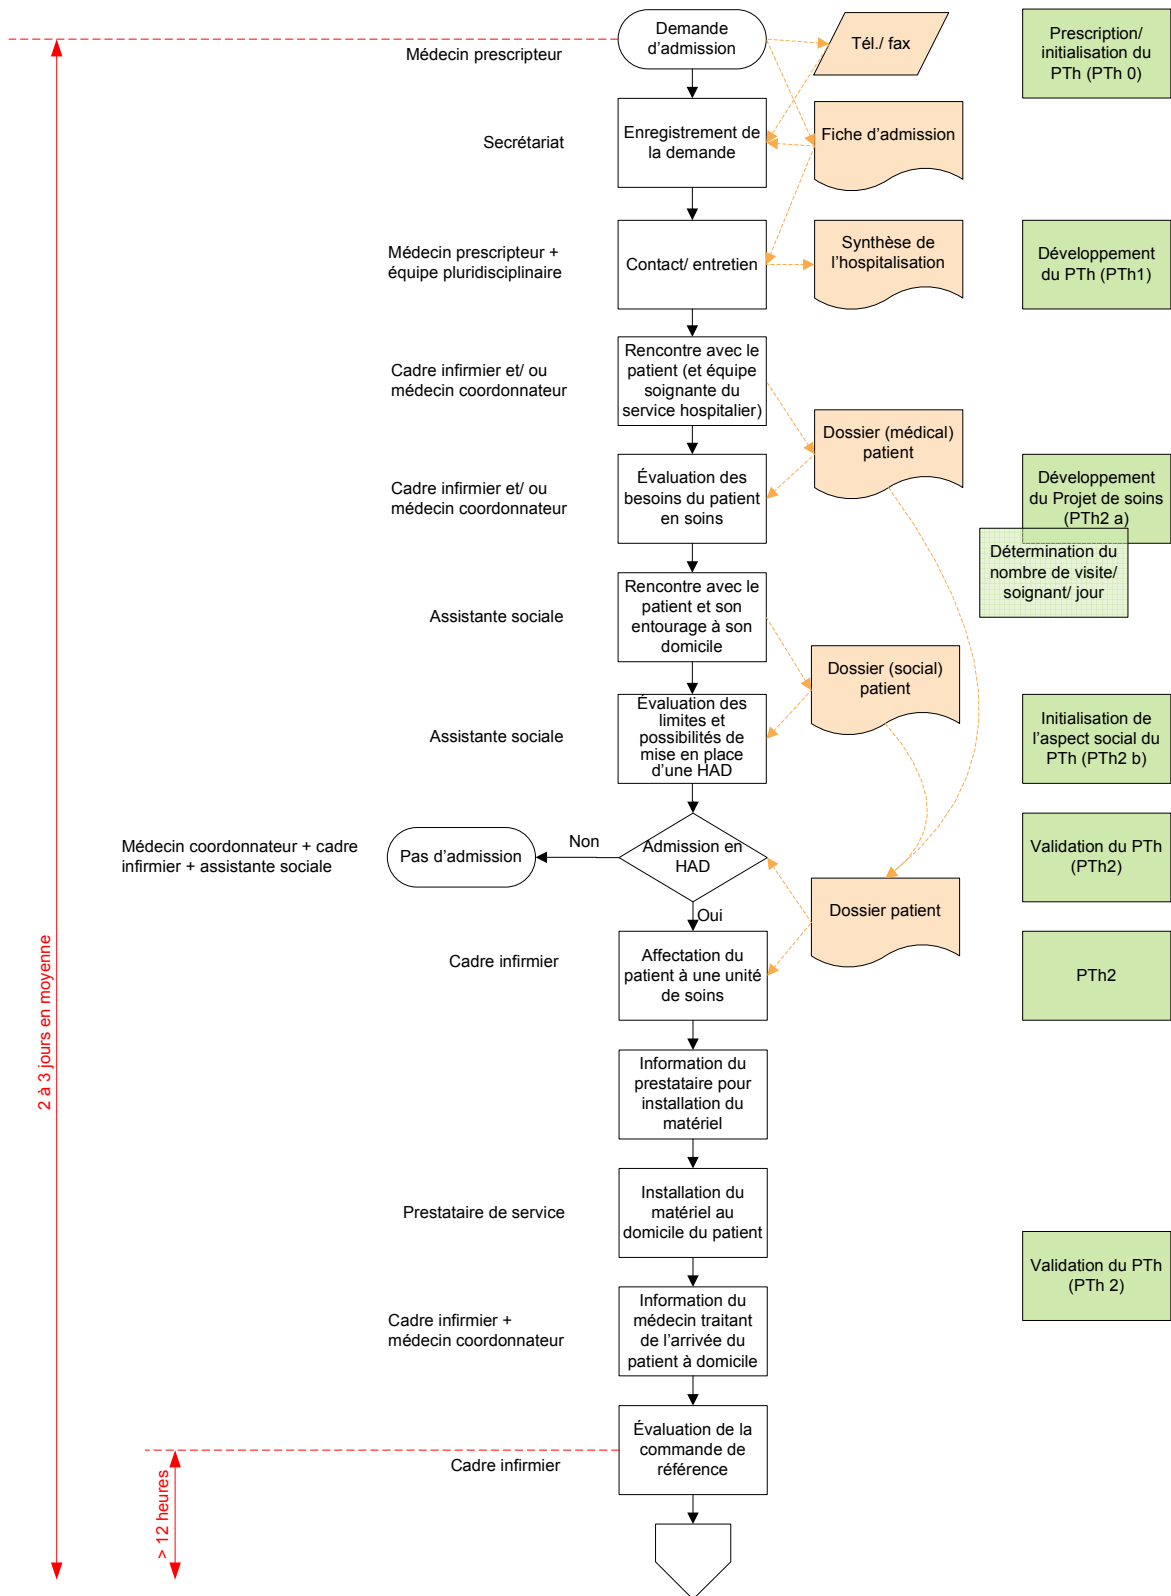 Demande
d'admission
Tél./ fax
Prescription/
initialisation du
PTh (PTh 0)
Médecin prescripteur
Secrétariat
Enregistrement de
la demande
Fiche d'admission
Médecin prescripteur +
équipe pluridisciplinaire
Contact/ entretien
Synthèse de
l'hospitalisation
Développement
du PTh (PTh1)
Cadre infirmier et/ ou
médecin coordonnateur
Rencontre avec le
patient (et équipe
soignante du
service hospitalier)
Dossier (médical)
patient
Cadre infirmier et/ ou
médecin coordonnateur
Évaluation des
besoins du patient
en soins
Développement
du Projet de soins
(PTh2 a)
Détermination du
nombre de visite/
soignant/ jour
Assistante sociale
Rencontre avec le
patient et son
entourage à son
domicile
Dossier (social)
patient
Assistante sociale
Évaluation des
limites et
possibilités de
mise en place
d'une HAD
Initialisation de
l'aspect social du
PTh (PTh2 b)
Médecin coordonnateur + cadre
infirmier + assistante sociale
Pas d'admission
Non
Admission en
HAD
Oui
Validation du PTh
(PTh2)
Dossier patient
Cadre infirmier
Affectation du
patient à une unité
de soins
PTh2
2 à 3 jours en moyenne
Information du
prestataire pour
installation du
matériel
Prestataire de service
Installation du
matériel au
domicile du patient
Validation du PTh
(PTh 2)
Cadre infirmier +
médecin coordonnateur
Information du
médecin traitant
de l'arrivée du
patient à domicile
Cadre infirmier
Évaluation de la
commande de
référence
> 12 heures